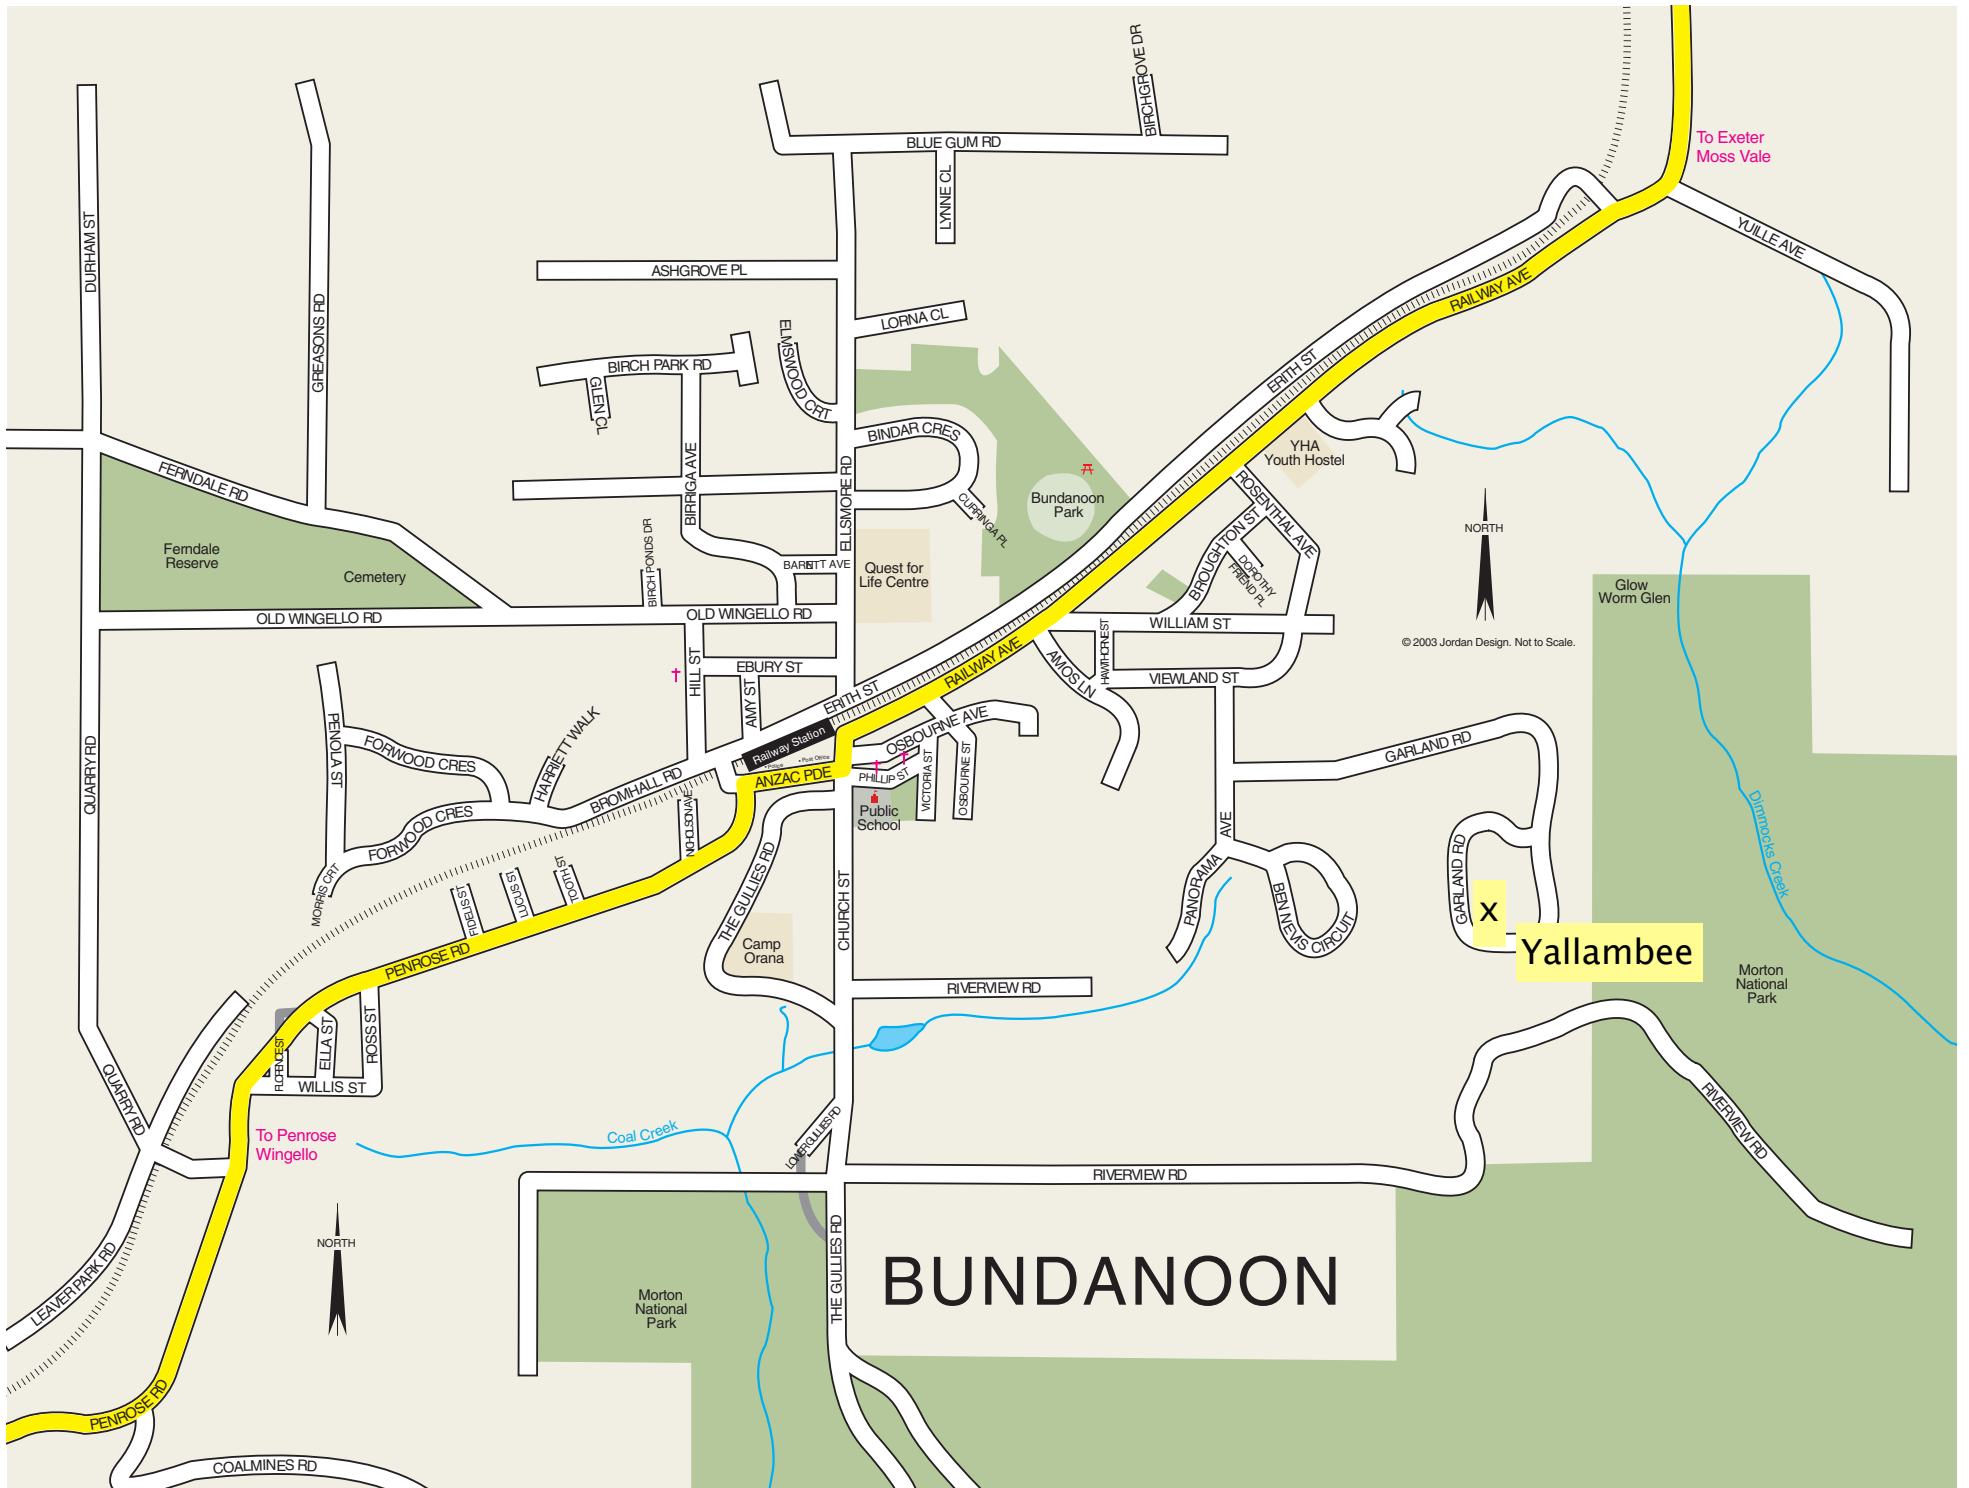 BIRCHGROVE DR
BLUE GUM RD
To Exeter
Moss Vale
LYNNE CL
YUILLE AVE
DURHAM ST
ASHGROVE PL
RAILWAY AVE
GREASONS RD
LORNA CL
ELMSWOOD CRT
BIRCH PARK RD
GLEN CL
ERITH ST
BINDAR CRES
YHA
Youth Hostel
FERNDALE RD
BIRRIGA AVE
ELLSMORE RD
CURRINGA PL
Bundanoon
Park
ROSENTHAL AVE
BROUGHTON ST
DOROTHY
FRIEND PL
NORTH
Ferndale
Reserve
Cemetery
BIRCH PONDS DR
BARETT AVE
Quest for
Life Centre
Glow
Worm Glen
OLD WINGELLO RD
OLD WINGELLO RD
WILLIAM ST
HAWTHORNE ST
© 2003 Jordan Design. Not to Scale.
HILL ST
EBURY ST
AMY ST
RAILWAY AVE
AMOS LN
VIEWLAND ST
ERITH ST
PENOLA ST
FORWOOD CRES
HARRIETT WALK
Railway Station
• Police
• Post Office
OSBOURNE AVE
QUARRY RD
BROMHALL RD
ANZAC PDE
PHILLIP ST
VICTORIA ST
OSBOURNE ST
GARLAND RD
FORWOOD CRES
NICHOLSON AVE
Public
School
PANORAMA
AVE
Dimmocks Creek
MORRIS CRT
FIDELIS ST
LUCUS ST
TOOTH ST
THE GULLIES RD
CHURCH ST
BEN NEVIS CIRCUIT
GARLAND RD
x
Yallambee
PENROSE RD
Camp
Orana
RIVERVIEW RD
Morton
National
Park
FLORENCE ST
ELLA ST
ROSS ST
WILLIS ST
QUARRY RD
To Penrose
Wingello
Coal Creek
LOWER GULLIES RD
RIVERVIEW RD
RIVERVIEW RD
NORTH
LEAVER PARK RD
THE GULLIES RD
BUNDANOON
Morton
National
Park
PENROSE RD
COALMINES RD